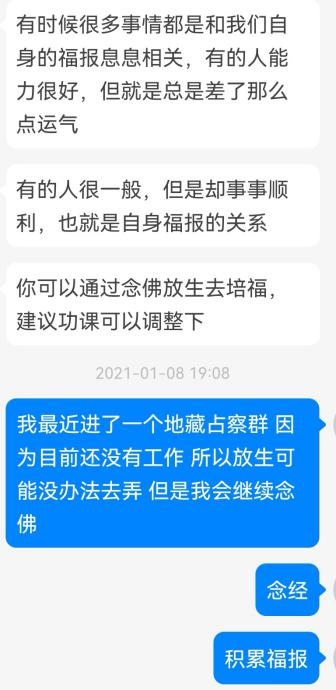 有时候很多事情都是和我们自
身的福报息息相关，有的人能
力很好，但就是总是差了那么
点运气
有的人很一般，但是却事事顺
利，也就是自身福报的关系
你可以通过念佛放生去培福，
建议功课可以调整下
2021-01-08 19:08
我最近进了一个地藏占察群 因
为目前还没有工作 所以放生可
能没办法去弄 但是我会继续念
佛
念经
积累福报